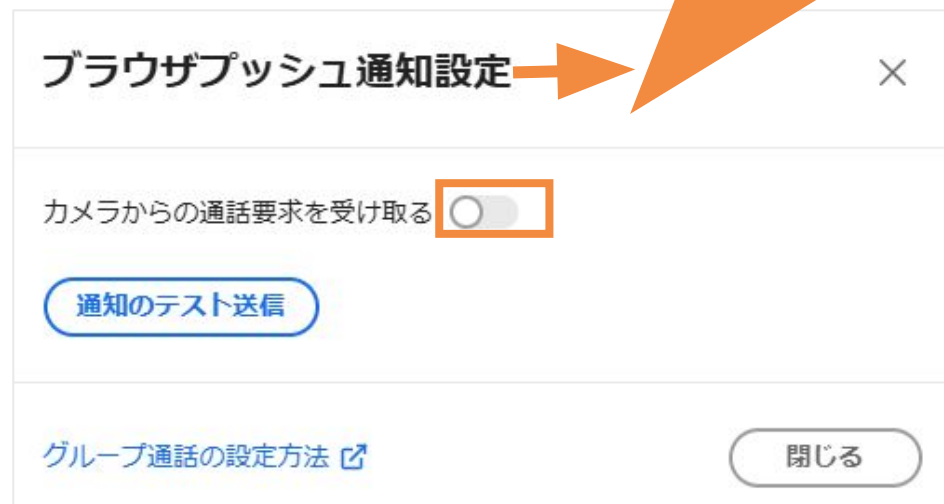 ブラウザプッシュ通知設定
カメラからの通話要求を受け取る
通知のテスト送信
グループ通話の設定方法
閉じる